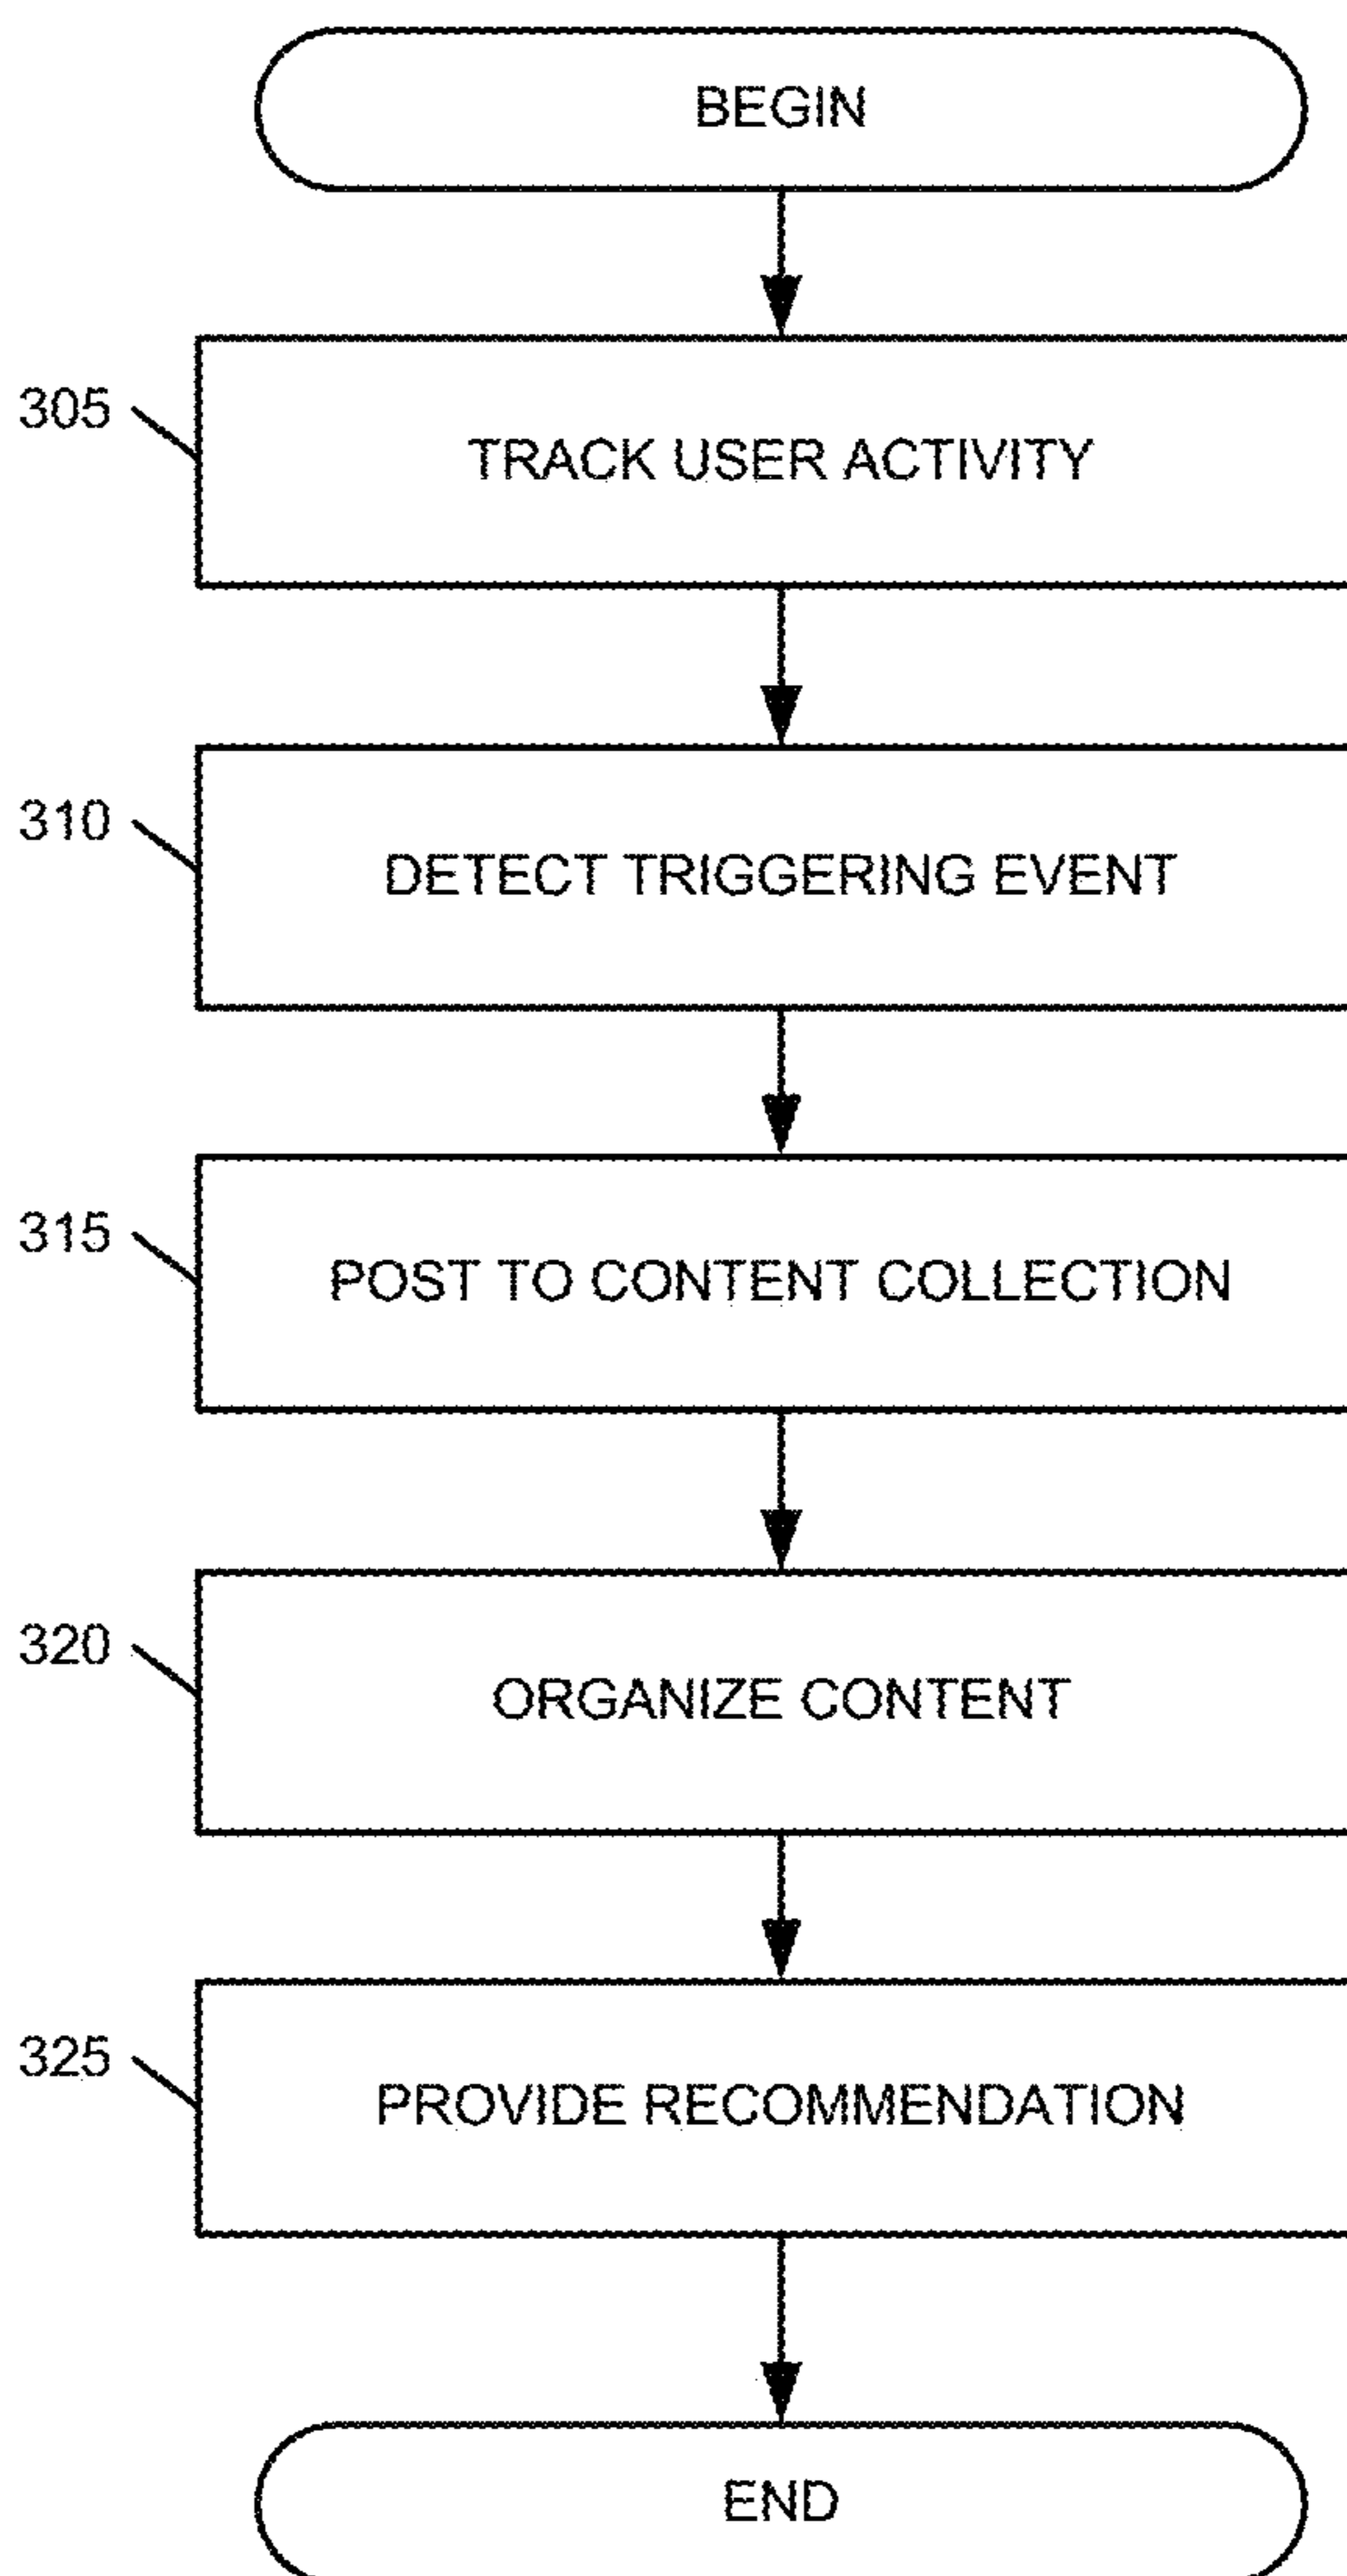 BEGIN
305
TRACK USER ACTIVITY
310
DETECT TRIGGERING EVENT
315
POST TO CONTENT COLLECTION
320
ORGANIZE CONTENT
325
PROVIDE RECOMMENDATION
END